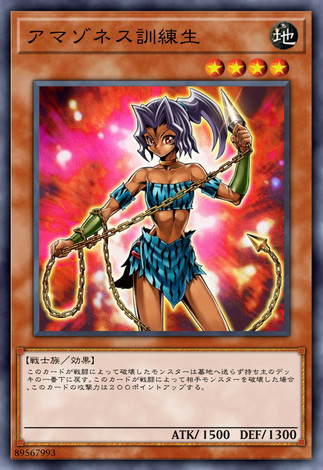 アマゾネス訓練生
地
【戦士族／効果】
このカードが戦闘によって破壊したモンスターは墓地へ送らず持ち主のデッ
キの一番下に戻す。このカードが戦闘によって相手モンスターを破壊した場合
、このカードの攻撃力は２００ポイントアップする。
ATK/1500 DEF/1300
89567993